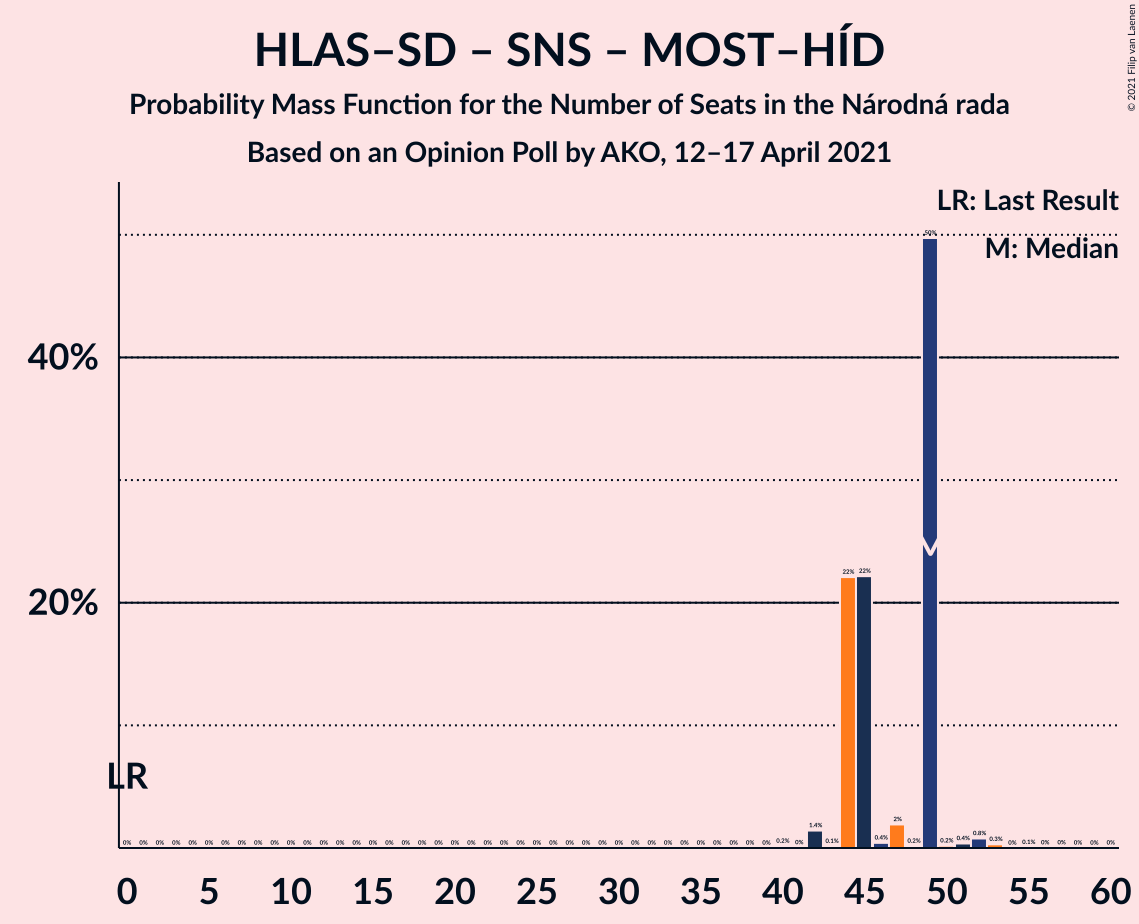 HLAS–SD – SNS – MOST–HÍD
Probability Mass Function for the Number of Seats in the Národná rada
Based on an Opinion Poll by AKO, 12–17 April 2021
© 2021 Filip van Laenen
LR: Last Result
M: Median
40%
20%
LR
M
0% 0% 0% 0% 0% 0% 0% 0% 0% 0% 0% 0% 0% 0% 0% 0% 0% 0% 0% 0% 0% 0% 0% 0% 0% 0% 0% 0% 0% 0% 0% 0% 0% 0% 0% 0% 0% 0% 0% 0% 0.2% 0% 1.4% 0.1% 22% 22% 0.4% 2% 0.2% 50% 0.2% 0.4% 0.8% 0.3% 0% 0.1% 0% 0% 0% 0% 0%
0 5 10 15 20 25 30 35 40 45 50 55 60